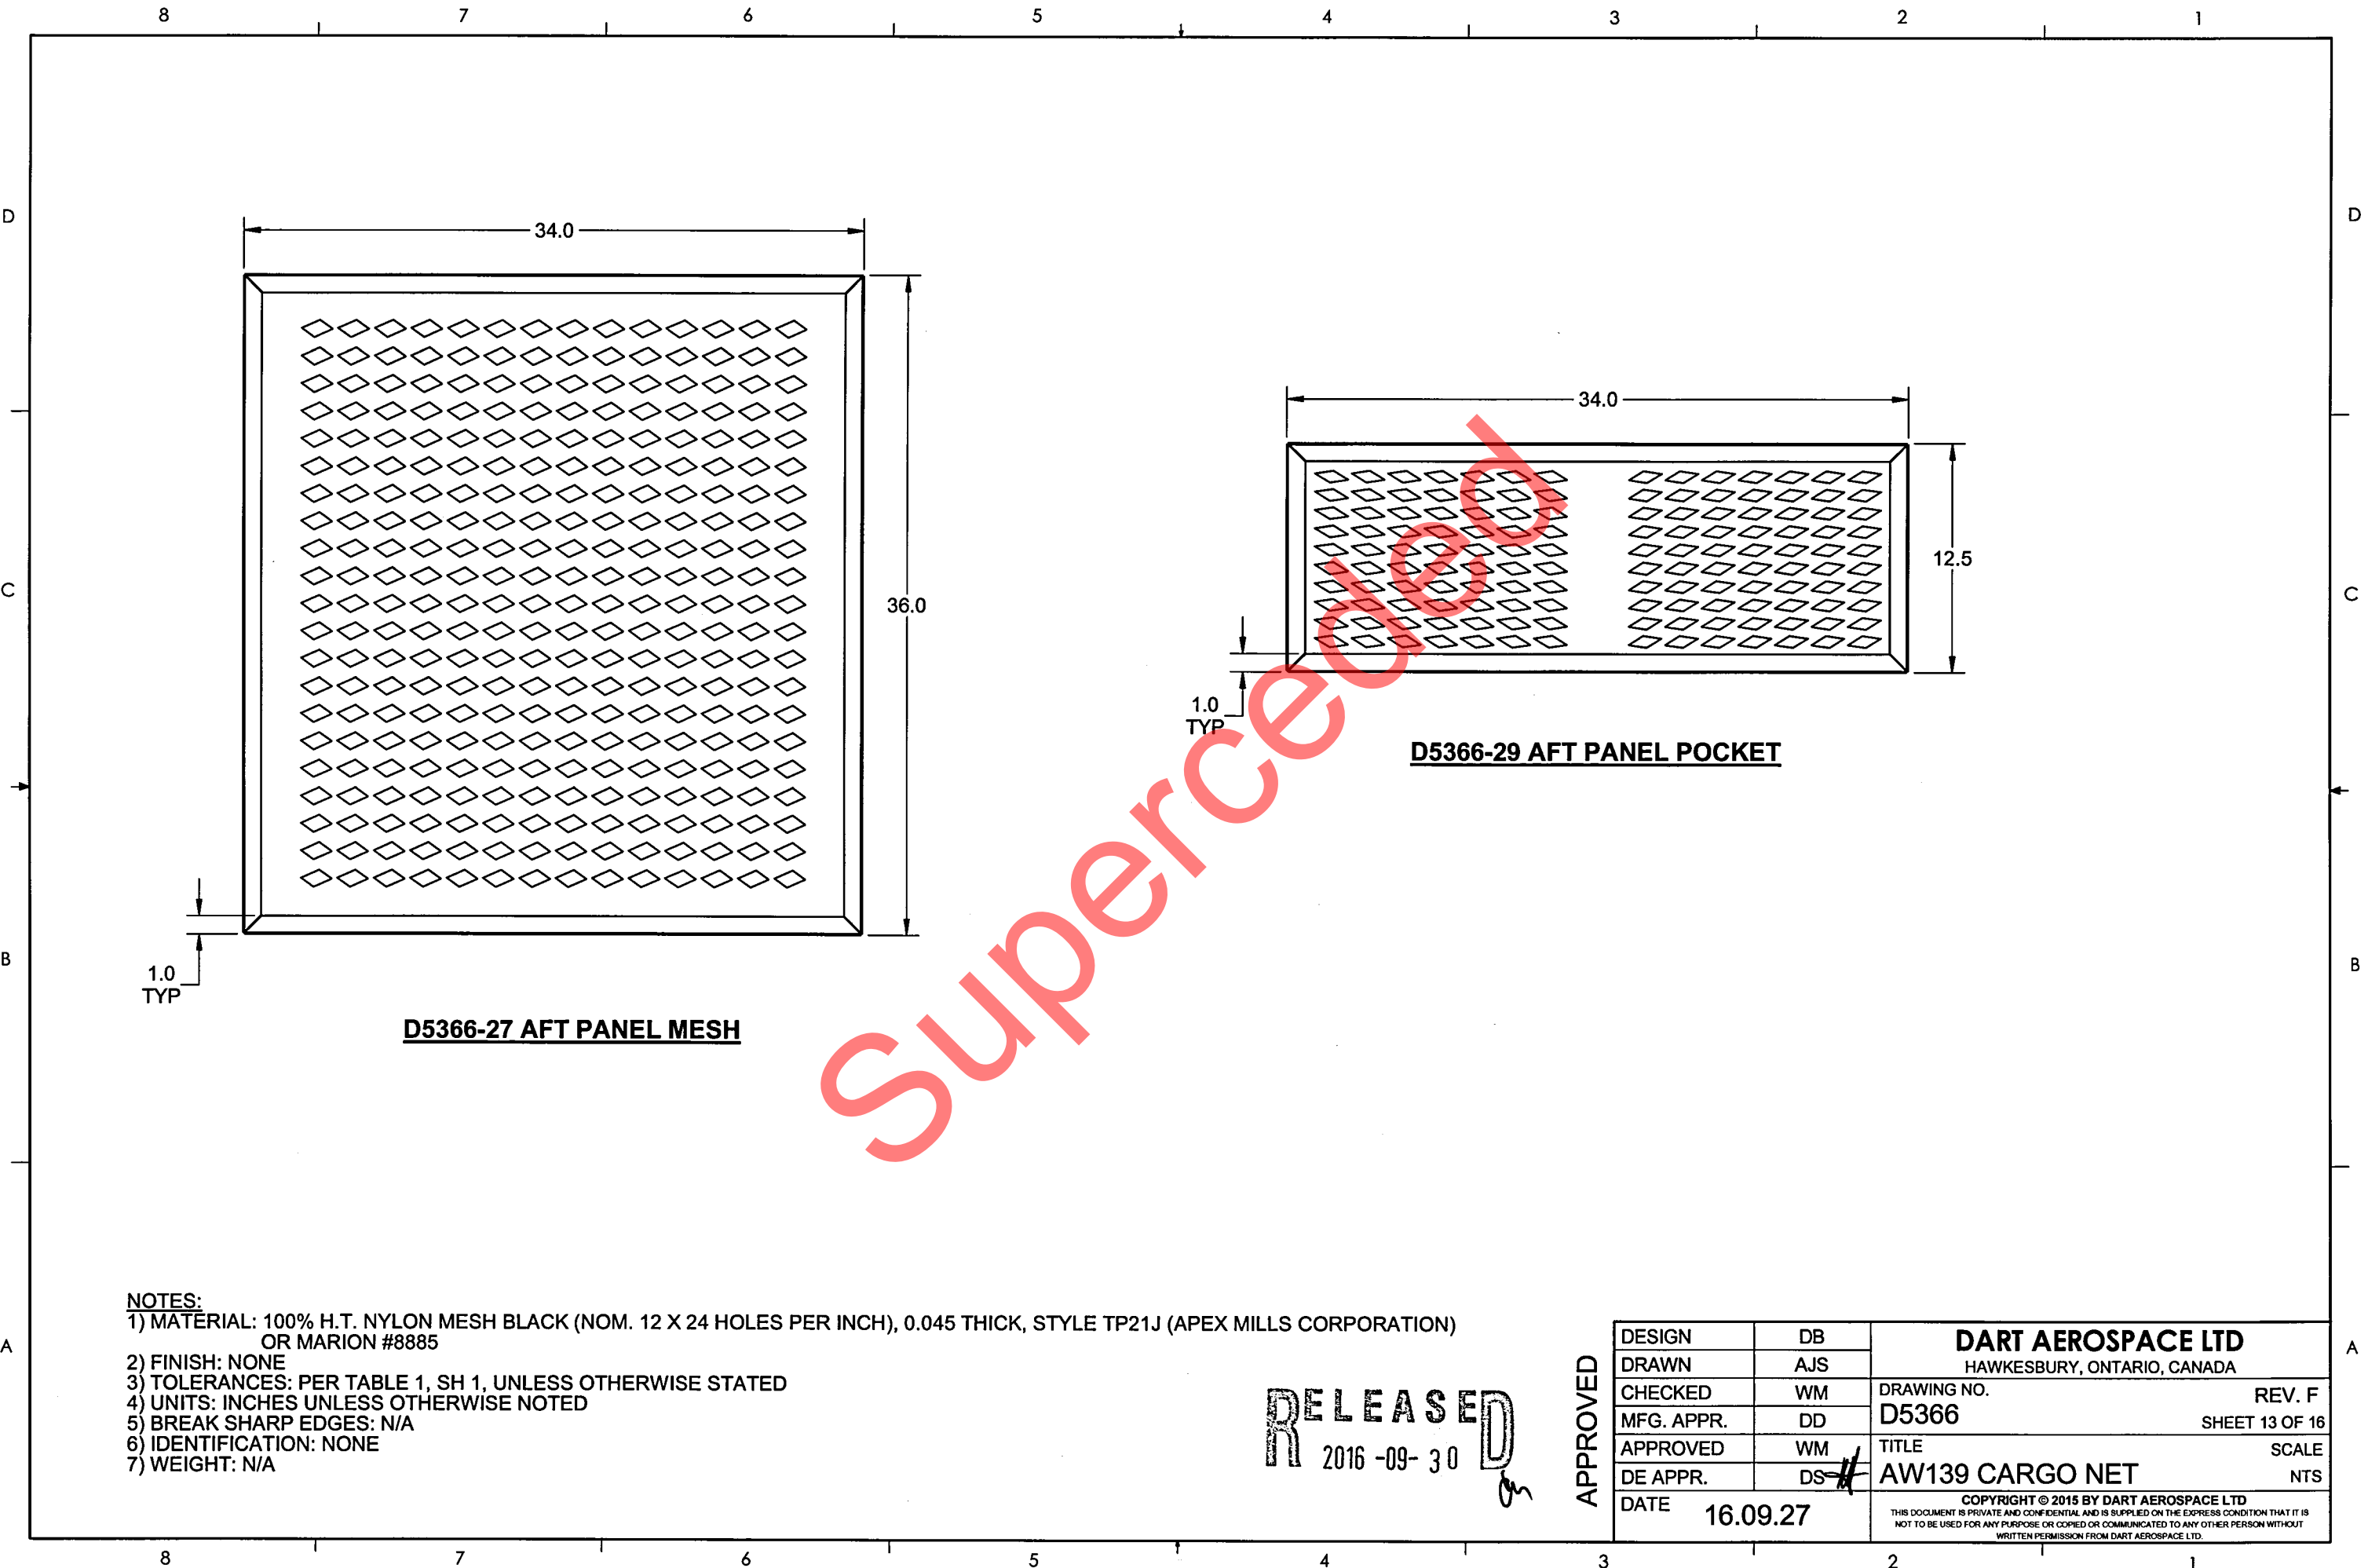 8 7 6 5 4 3 2 1
D D
34.0
36.0
1.0
TYP
D5366-27 AFT PANEL MESH
34.0
12.5
1.0
TYP
D5366-29 AFT PANEL POCKET
C C
B B
Superceded
NOTES:
1) MATERIAL: 100% H.T. NYLON MESH BLACK (NOM. 12 X 24 HOLES PER INCH), 0.045 THICK, STYLE TP21J (APEX MILLS CORPORATION)
OR MARION #8885
2) FINISH: NONE
3) TOLERANCES: PER TABLE 1, SH 1, UNLESS OTHERWISE STATED
4) UNITS: INCHES UNLESS OTHERWISE NOTED
5) BREAK SHARP EDGES: N/A
6) IDENTIFICATION: NONE
7) WEIGHT: N/A
A A
RELEASED
2016 -09- 30
APPROVED
DESIGN DB
DRAWN AJS
CHECKED WM
MFG. APPR. DD
APPROVED WM
DE APPR. DS
DATE 16.09.27
DART AEROSPACE LTD
HAWKESBURY, ONTARIO, CANADA
DRAWING NO. REV. F
D5366 SHEET 13 OF 16
TITLE SCALE
AW139 CARGO NET NTS
COPYRIGHT © 2015 BY DART AEROSPACE LTD
THIS DOCUMENT IS PRIVATE AND CONFIDENTIAL AND IS SUPPLIED ON THE EXPRESS CONDITION THAT IT IS
NOT TO BE USED FOR ANY PURPOSE OR COPIED OR COMMUNICATED TO ANY OTHER PERSON WITHOUT
WRITTEN PERMISSION FROM DART AEROSPACE LTD.
8 7 6 5 4 3 2 1